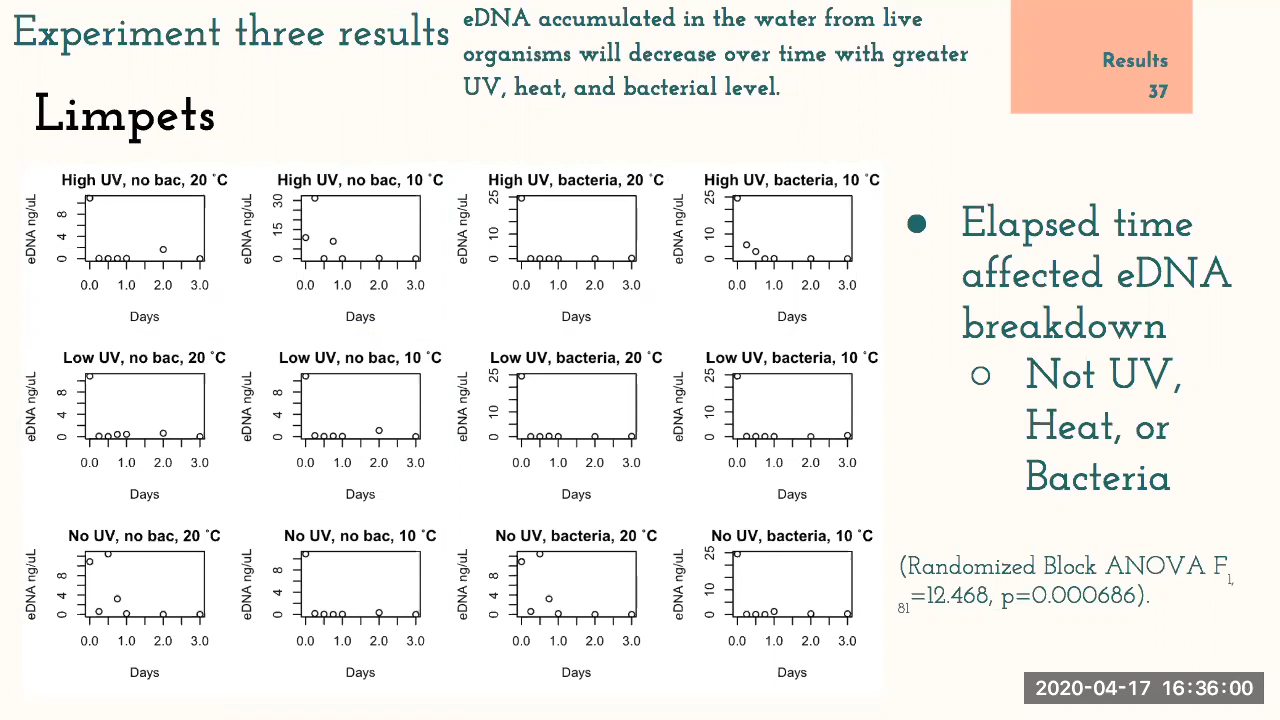 Experiment three results
eDNA accumulated in the water from live
organisms will decrease over time with greater
UV, heat, and bacterial level.
Results
37
Limpets
High UV, no bac, 20 ˚C
eDNA ng/uL
0 4 8
0.0 1.0 2.0 3.0
Days
High UV, no bac, 10 ˚C
eDNA ng/uL
0 15 30
0.0 1.0 2.0 3.0
Days
High UV, bacteria, 20 ˚C
eDNA ng/uL
0 10 25
0.0 1.0 2.0 3.0
Days
High UV, bacteria, 10 ˚C
eDNA ng/uL
0 10 25
0.0 1.0 2.0 3.0
Days
Low UV, no bac, 20 ˚C
eDNA ng/uL
0 4 8
0.0 1.0 2.0 3.0
Days
Low UV, no bac, 10 ˚C
eDNA ng/uL
0 4 8
0.0 1.0 2.0 3.0
Days
Low UV, bacteria, 20 ˚C
eDNA ng/uL
0 10 25
0.0 1.0 2.0 3.0
Days
Low UV, bacteria, 10 ˚C
eDNA ng/uL
0 10 25
0.0 1.0 2.0 3.0
Days
No UV, no bac, 20 ˚C
eDNA ng/uL
0 4 8
0.0 1.0 2.0 3.0
Days
No UV, no bac, 10 ˚C
eDNA ng/uL
0 4 8
0.0 1.0 2.0 3.0
Days
No UV, bacteria, 20 ˚C
eDNA ng/uL
0 4 8
0.0 1.0 2.0 3.0
Days
No UV, bacteria, 10 ˚C
eDNA ng/uL
0 10 25
0.0 1.0 2.0 3.0
Days
● Elapsed time
affected eDNA
breakdown
○ Not UV,
Heat, or
Bacteria
(Randomized Block ANOVA F1,
81=12.468, p=0.000686).
2020-04-17 16:36:00